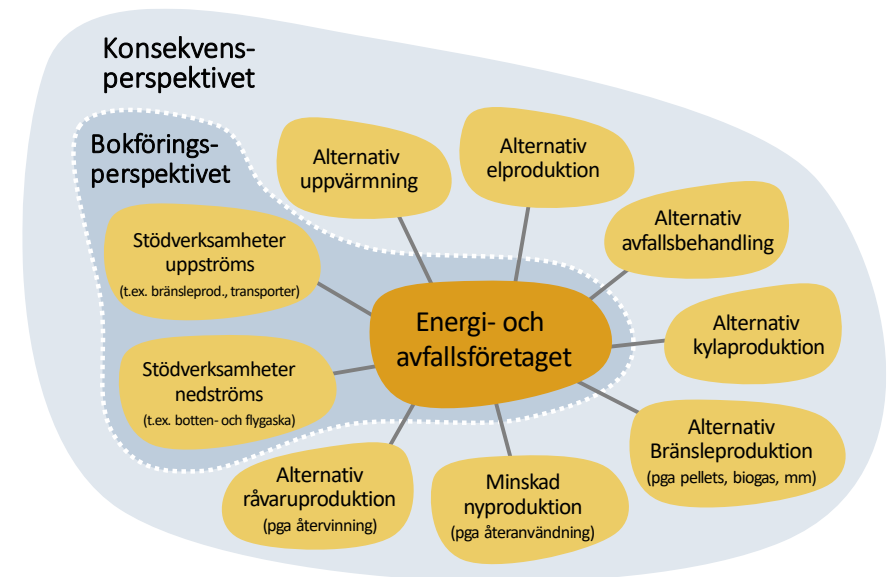 Konsekvens-
perspektivet
Bokförings-
perspektivet
Alternativ
uppvärmning
Alternativ
elproduktion
Alternativ
avfallsbehandling
Stödverksamheter
uppströms
(t.ex. bränsleprod., transporter)
Energi- och
avfallsföretaget
Alternativ
kylaproduktion
Stödverksamheter
nedströms
(t.ex. botten- och flygaska)
Alternativ
Bränsleproduktion
(pga pellets, biogas, mm)
Alternativ
råvaruproduktion
(pga återvinning)
Minskad
nyproduktion
(pga återanvändning)